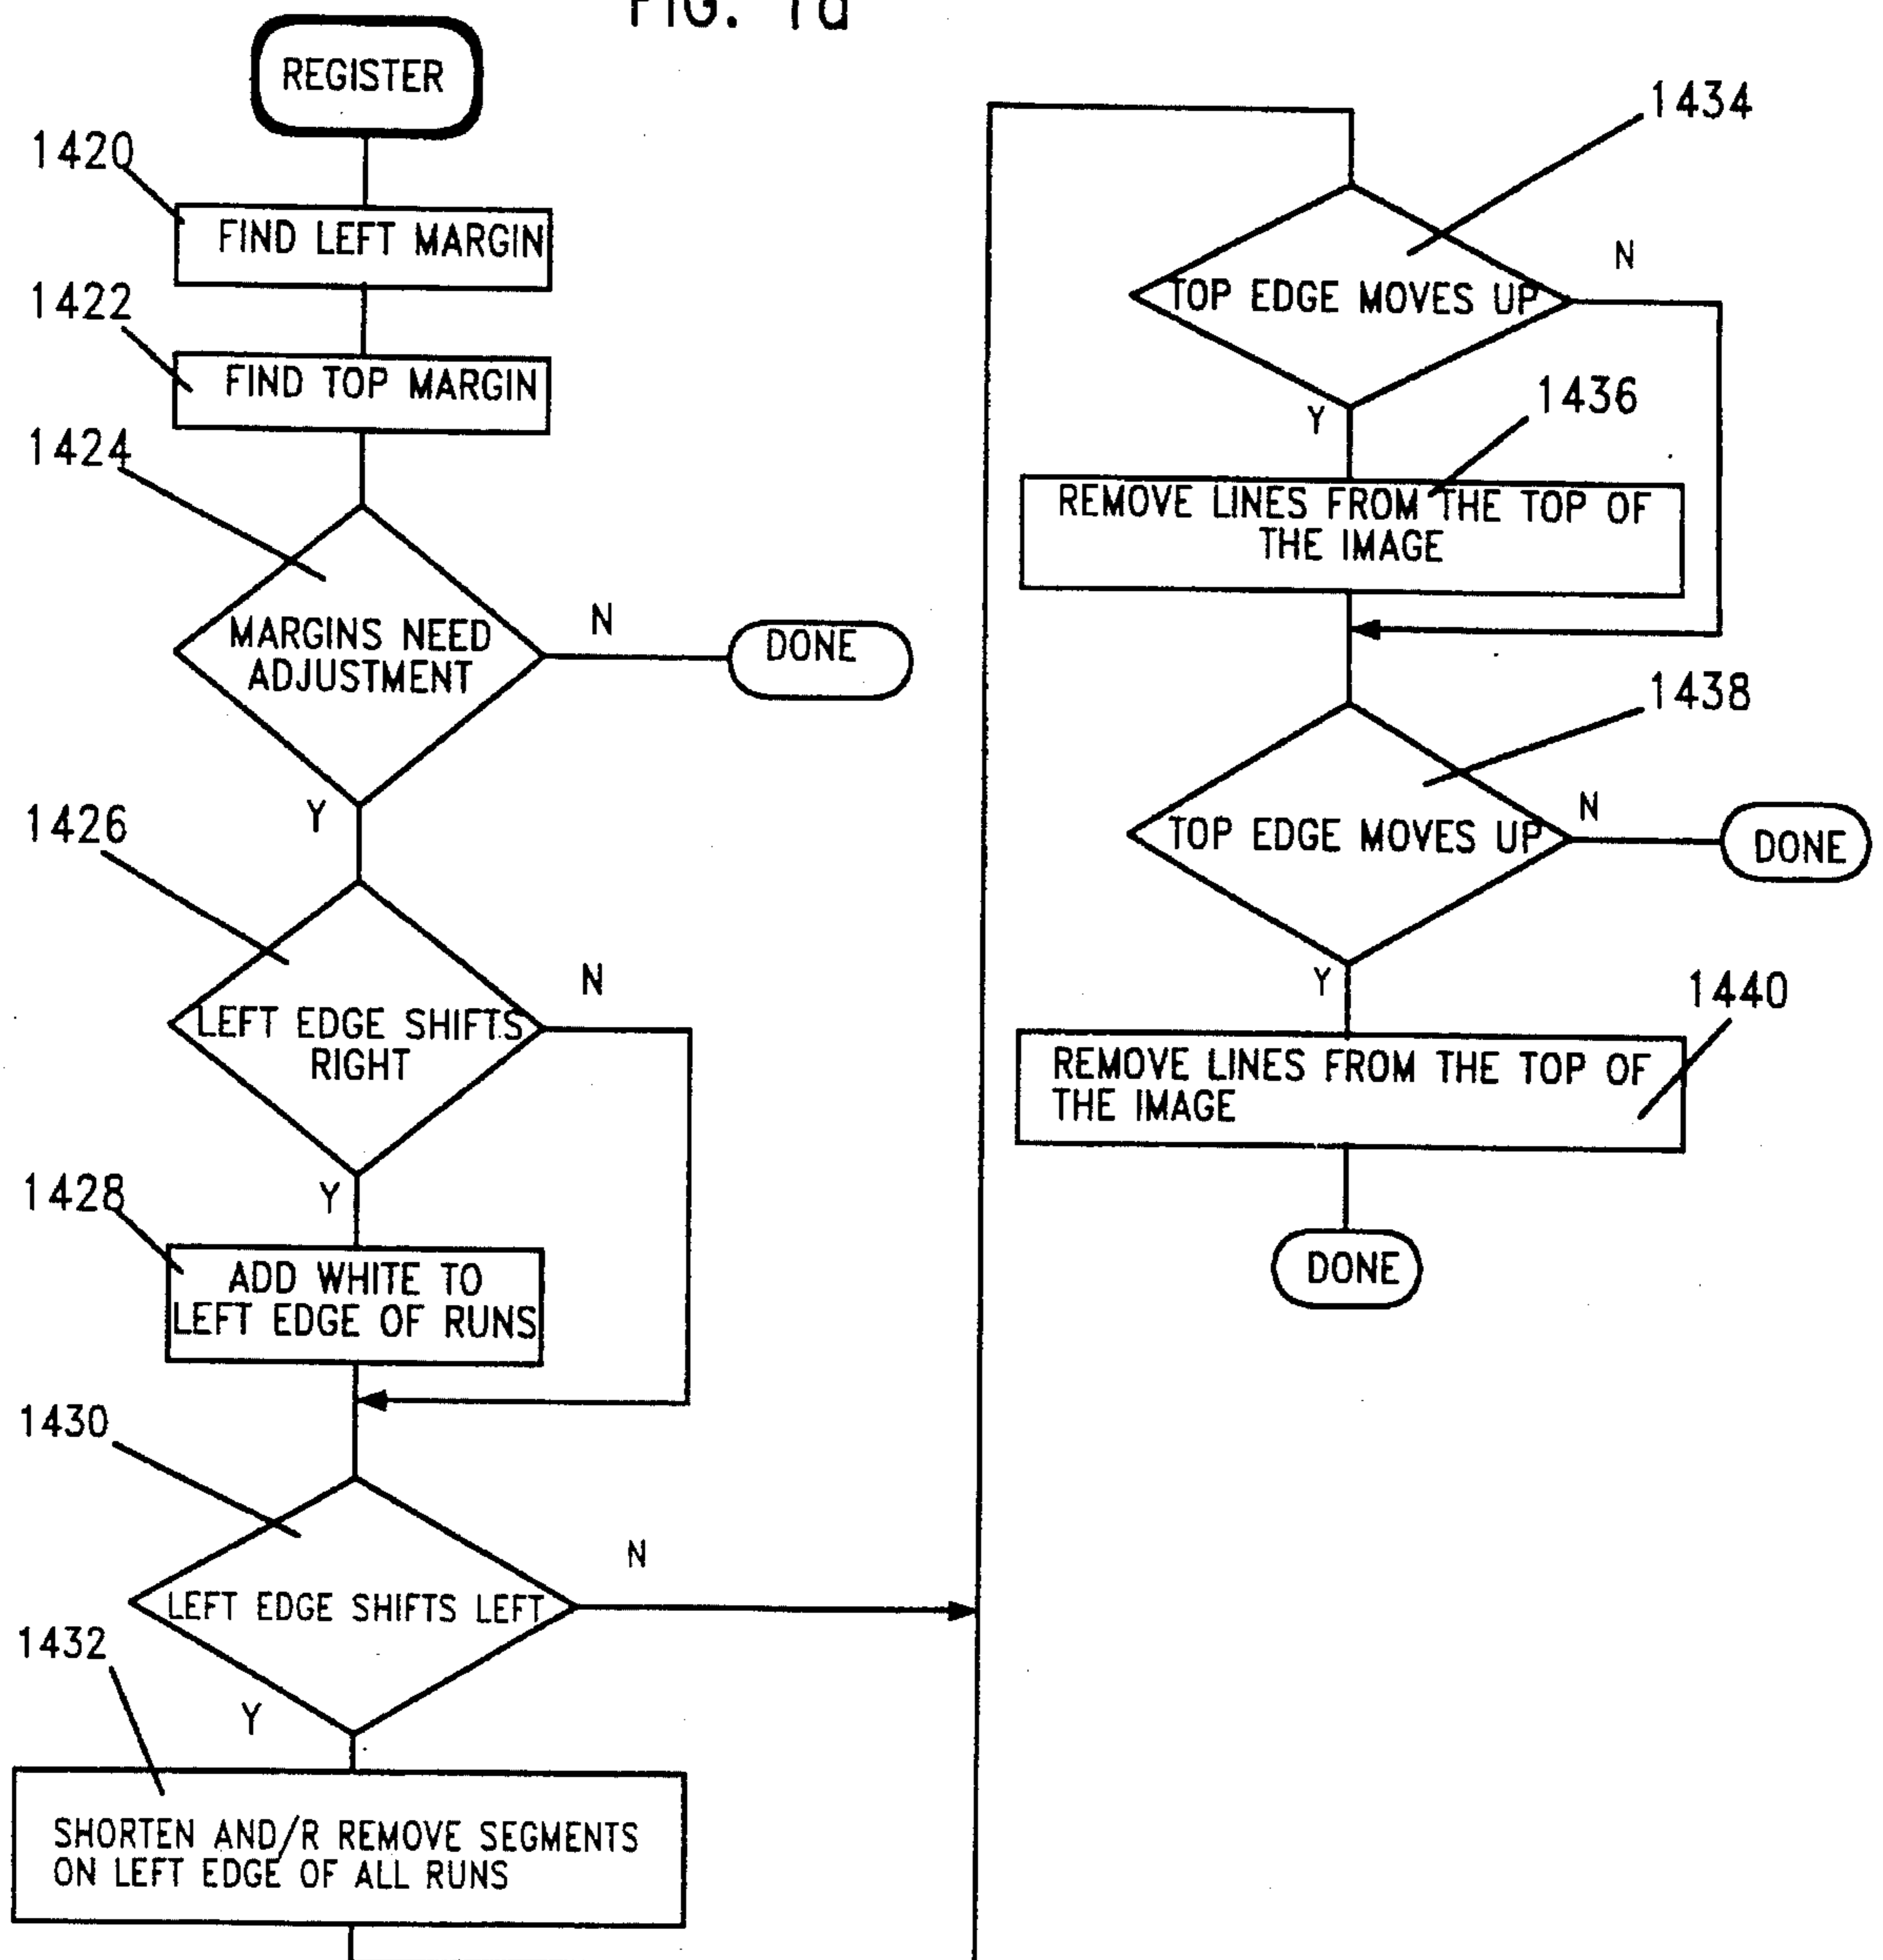 FIG. 1d
REGISTER
1420
FIND LEFT MARGIN
1422
FIND TOP MARGIN
1424
MARGINS NEED
ADJUSTMENT
N
DONE
Y
1426
LEFT EDGE SHIFTS
RIGHT
N
Y
1428
ADD WHITE TO
LEFT EDGE OF RUNS
1430
LEFT EDGE SHIFTS LEFT
N
1432
Y
SHORTEN AND/R REMOVE SEGMENTS
ON LEFT EDGE OF ALL RUNS
1434
TOP EDGE MOVES UP
N
Y
1436
REMOVE LINES FROM THE TOP OF
THE IMAGE
1438
TOP EDGE MOVES UP
N
DONE
Y
1440
REMOVE LINES FROM THE TOP OF
THE IMAGE
DONE